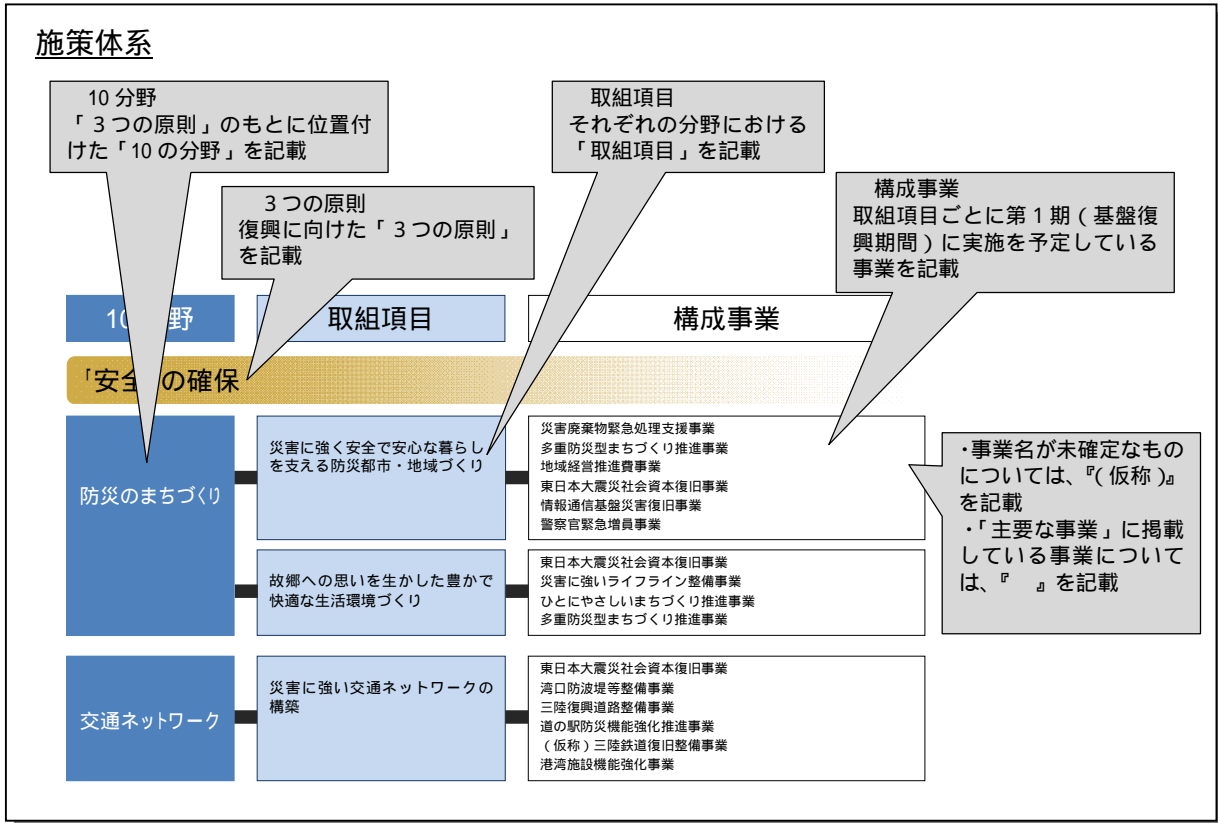 施策体系
10 分野
「３つの原則」のもとに位置付
けた「10 の分野」を記載
取組項目
それぞれの分野における
「取組項目」を記載
３つの原則
復興に向けた「３つの原則」
を記載
構成事業
取組項目ごとに第１期（基盤復
興期間）に実施を予定している
事業を記載
10 野
取組項目
構成事業
「安全 の確保
防災のまちづくり
災害に強く安全で安心な暮らし
を支える防災都市・地域づくり
災害廃棄物緊急処理支援事業
多重防災型まちづくり推進事業
地域経営推進費事業
東日本大震災社会資本復旧事業
情報通信基盤災害復旧事業
警察官緊急増員事業
・事業名が未確定なもの
については、『（仮称）』
を記載
・「主要な事業」に掲載
している事業について
は、『　』を記載
故郷への思いを生かした豊かで
快適な生活環境づくり
東日本大震災社会資本復旧事業
災害に強いライフライン整備事業
ひとにやさしいまちづくり推進事業
多重防災型まちづくり推進事業
交通ネットワーク
災害に強い交通ネットワークの
構築
東日本大震災社会資本復旧事業
湾口防波堤等整備事業
三陸復興道路整備事業
道の駅防災機能強化推進事業
（仮称）三陸鉄道復旧整備事業
港湾施設機能強化事業